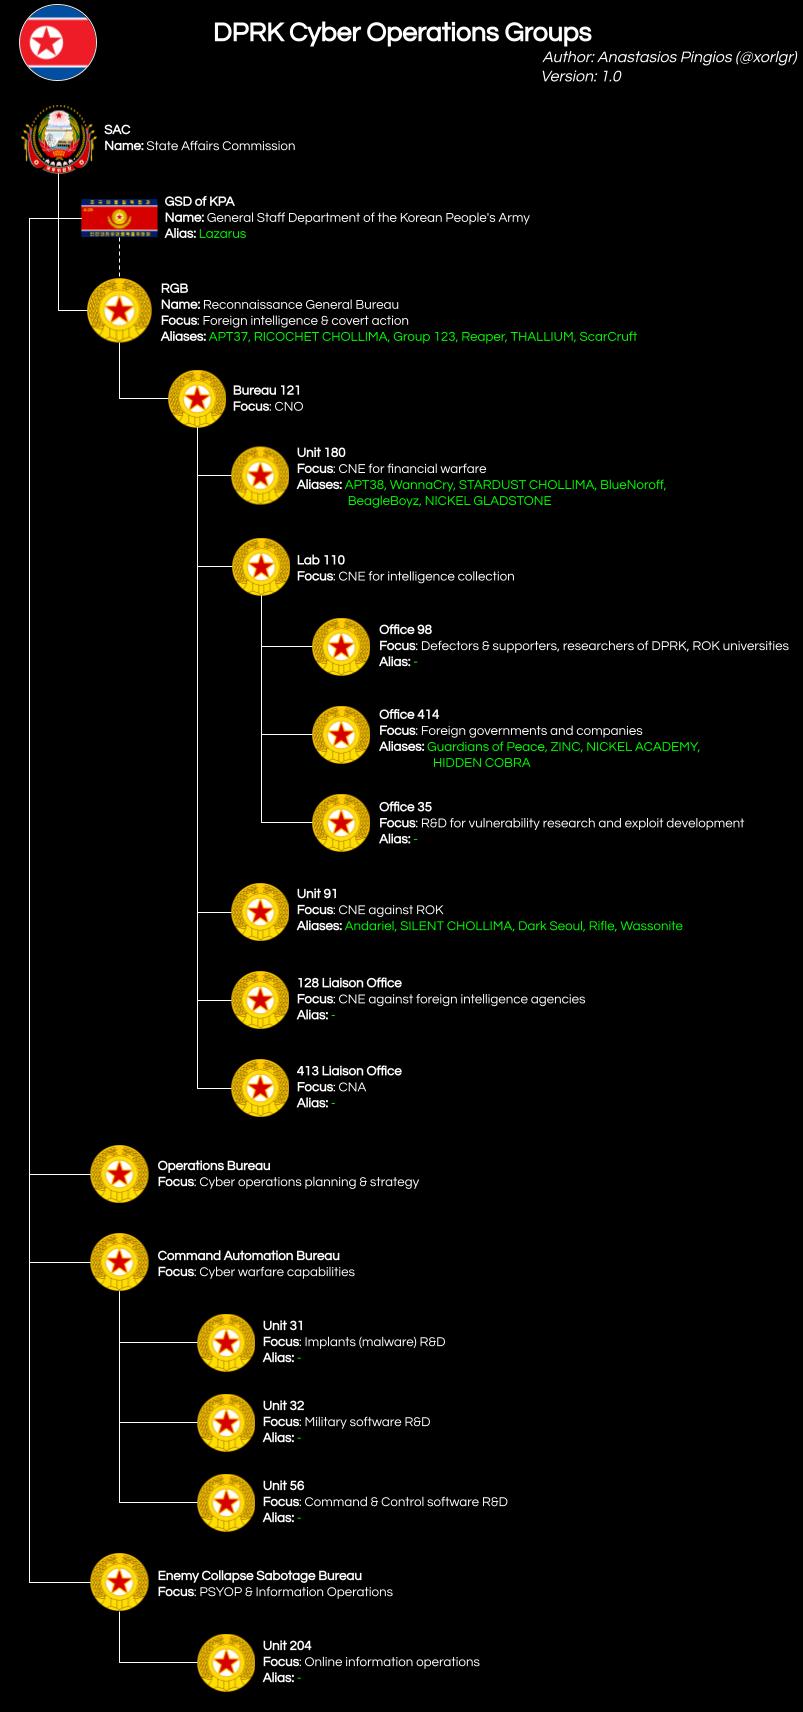 DPRK Cyber Operations Groups
Author: Anastasios Pingios (@xorlgr)
Version: 1.0
SAC
Name: State Affairs Commission
GSD of KPA
Name: General Staff Department of the Korean People's Army
Alias: Lazarus
RGB
Name: Reconnaissance General Bureau
Focus: Foreign intelligence & covert action
Aliases: APT37, RICOCHET CHOLLIMA, Group 123, Reaper, THALLIUM, ScarCruft
Bureau 121
Focus: CNO
Unit 180
Focus: CNE for financial warfare
Aliases: APT38, WannaCry, STARDUST CHOLLIMA, BlueNoroff,
BeagleBoyz, NICKEL GLADSTONE
Lab 110
Focus: CNE for intelligence collection
Office 98
Focus: Defectors & supporters, researchers of DPRK, ROK universities
Alias: -
Office 414
Focus: Foreign governments and companies
Aliases: Guardians of Peace, ZINC, NICKEL ACADEMY,
HIDDEN COBRA
Office 35
Focus: R&D for vulnerability research and exploit development
Alias: -
Unit 91
Focus: CNE against ROK
Aliases: Andariel, SILENT CHOLLIMA, Dark Seoul, Rifle, Wassonite
128 Liaison Office
Focus: CNE against foreign intelligence agencies
Alias: -
413 Liaison Office
Focus: CNA
Alias: -
Operations Bureau
Focus: Cyber operations planning & strategy
Command Automation Bureau
Focus: Cyber warfare capabilities
Unit 31
Focus: Implants (malware) R&D
Alias: -
Unit 32
Focus: Military software R&D
Alias: -
Unit 56
Focus: Command & Control software R&D
Alias: -
Enemy Collapse Sabotage Bureau
Focus: PSYOP & Information Operations
Unit 204
Focus: Online information operations
Alias: -